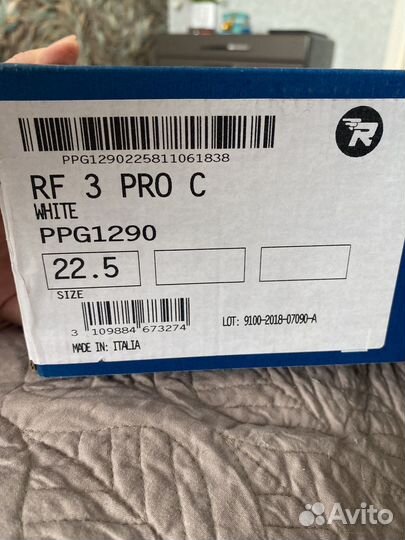 PPG1290225811061838
R
RF 3 PRO C
WHITE
PPG1290
22.5
SIZE
3 109884 673274
LOT: 9100-2018-07090-A
MADE IN: ITALIA
Avito